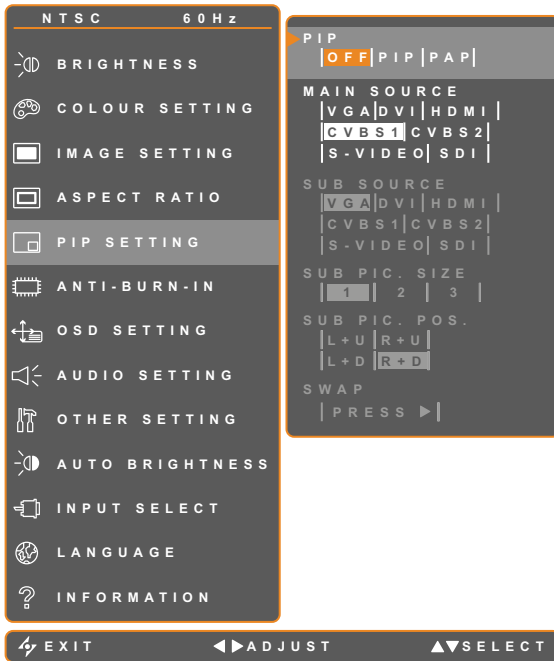 NTSC 60Hz
BRIGHTNESS
COLOUR SETTING
IMAGE SETTING
ASPECT RATIO
PIP SETTING
ANTI-BURN-IN
OSD SETTING
AUDIO SETTING
OTHER SETTING
AUTO BRIGHTNESS
INPUT SELECT
LANGUAGE
INFORMATION
PIP
OFF PIP PAP
MAIN SOURCE
VGA DVI HDMI
CVBS1 CVBS2
S-VIDEO SDI
SUB SOURCE
VGA DVI HDMI
CVBS1 CVBS2
S-VIDEO SDI
SUB PIC. SIZE
1 2 3
SUB PIC. POS.
L+U R+U
L+D R+D
SWAP
PRESS ▶
EXIT ◀▶ADJUST ▲▼SELECT